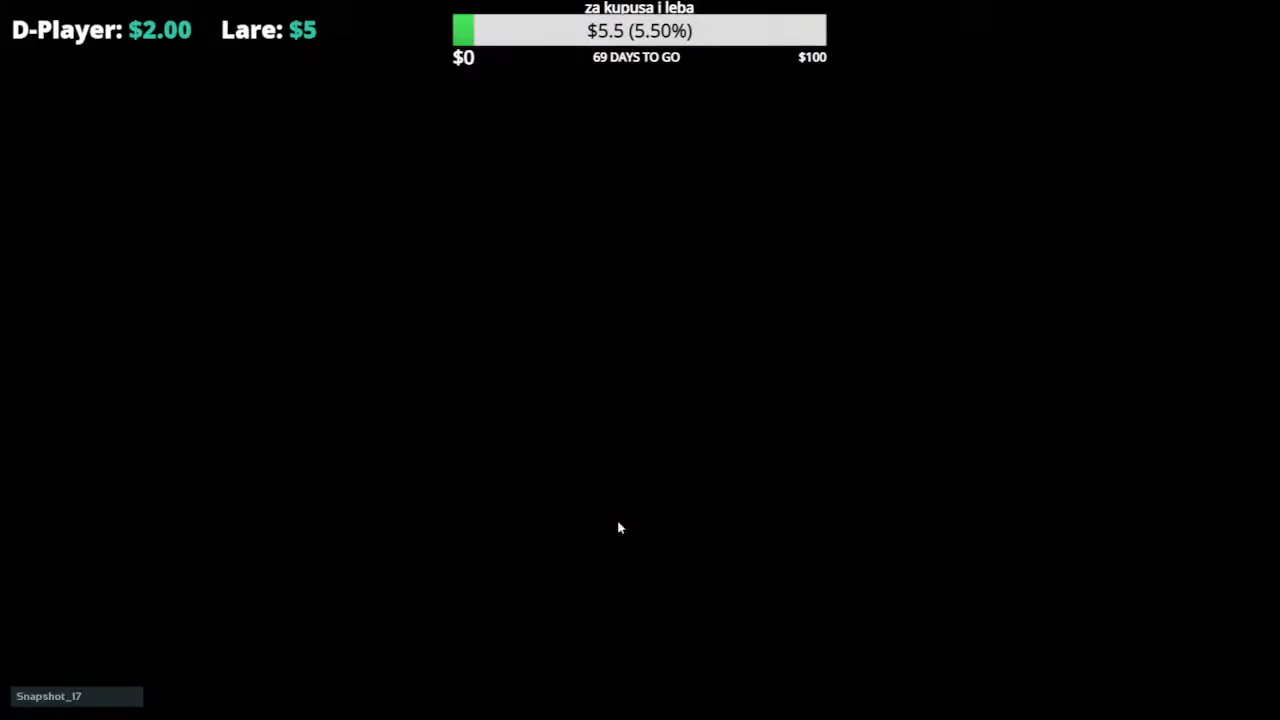 za kupusa i leba
D-Player: $2.00 Lare: $5
$5.5 (5.50%)
$0 69 DAYS TO GO $100
Snapshot_17